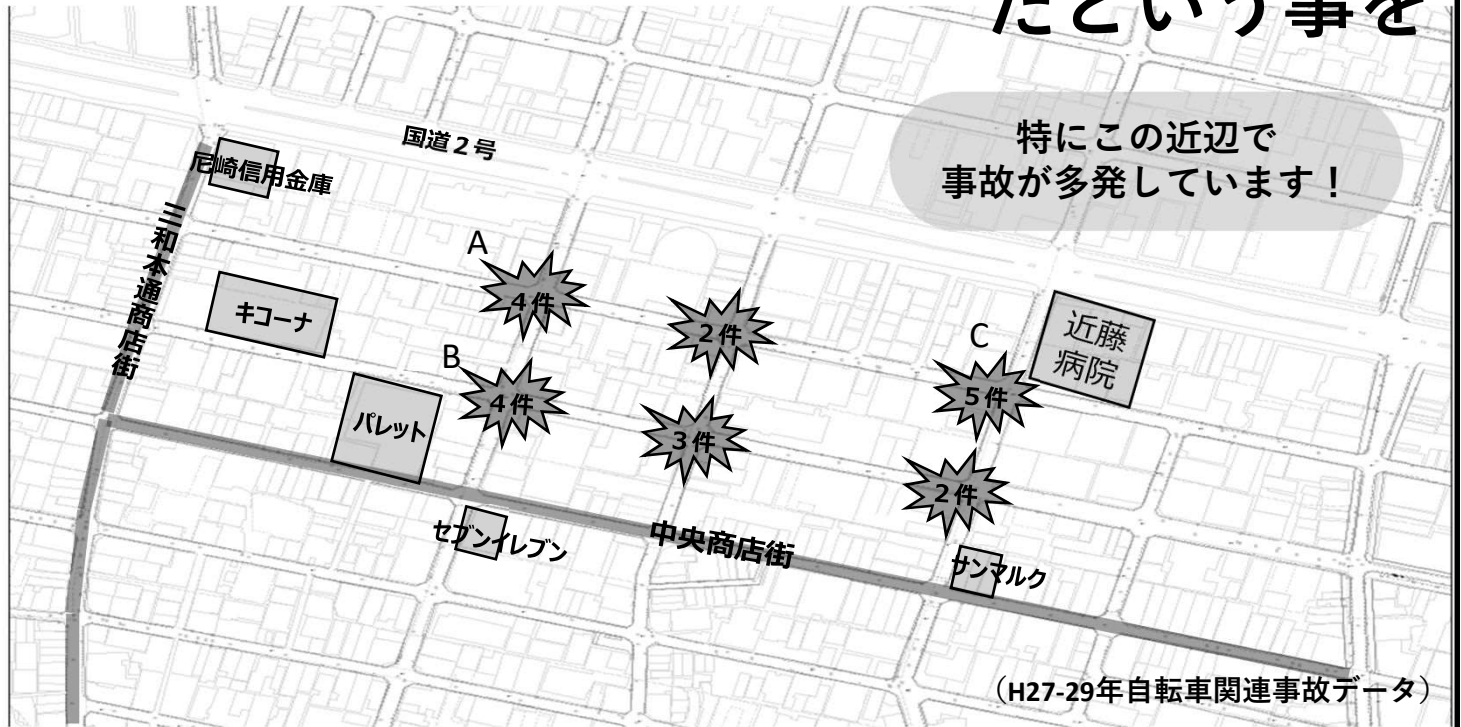 たという事を
特にこの近辺で
事故が多発しています！
国道２号
尼崎信用金庫
三和本通商店街
A
4件
2件
キコーナ
近藤
病院
C
B
5件
4件
パレット
3件
2件
セブンイレブン
中央商店街
サンマルク
（H27-29年自転車関連事故データ）